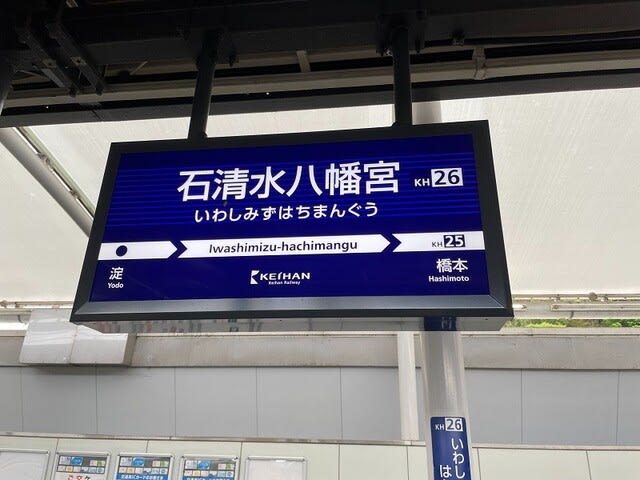 石清水八幡宮 KH 26
いわしみずはちまんぐう
Iwashimizu-hachimangu KH 25
淀 橋本
Yodo Hashimoto
KEIHAN
Keihan Railway
KH 26
いわし
は